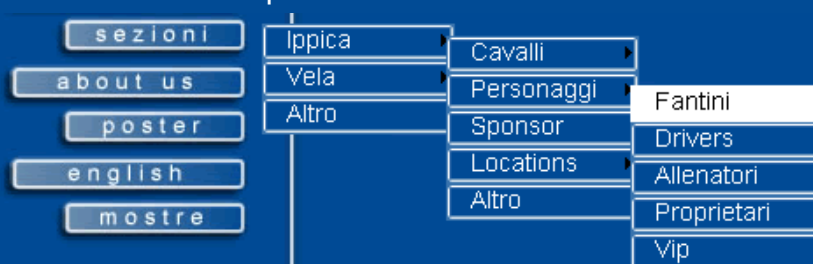 sezioni
about us
poster
english
mostre
Ippica
Vela
Altro
Cavalli
Personaggi
Sponsor
Locations
Altro
Fantini
Drivers
Allenatori
Proprietari
Vip